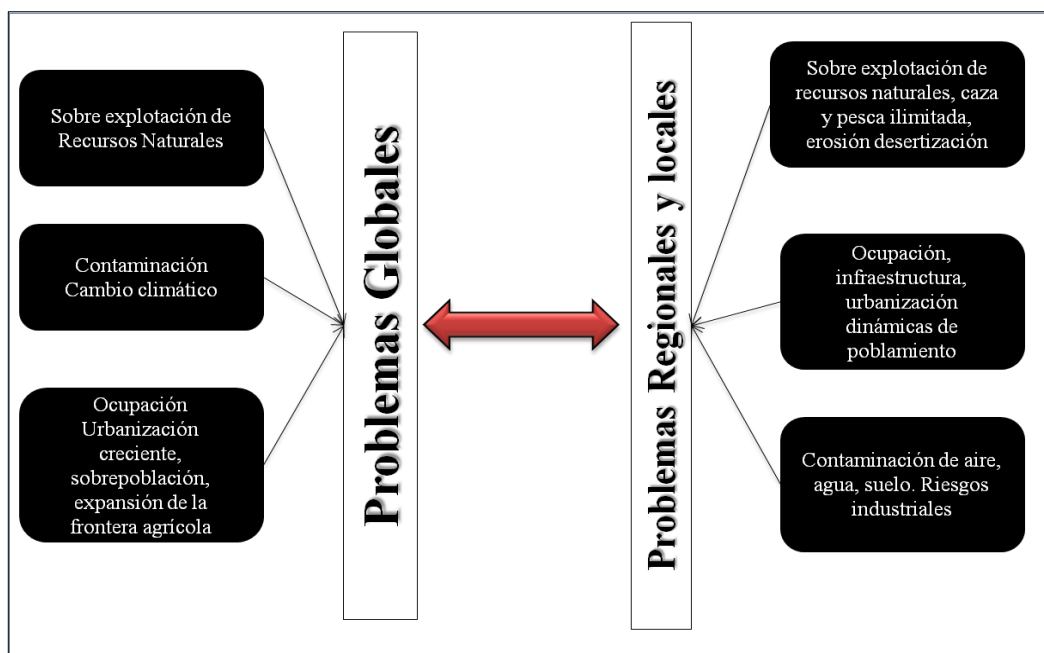 Sobre explotación de
Recursos Naturales
Contaminación
Cambio climático
Ocupación
Urbanización
creciente,
sobrepoblación,
expansión de la
frontera agrícola
Problemas Globales
Problemas Regionales y locales
Sobre explotación de
recursos naturales, caza
y pesca ilimitada,
erosión desertización
Ocupación,
infraestructura,
urbanización
dinámicas de
poblamiento
Contaminación de aire,
agua, suelo. Riesgos
industriales